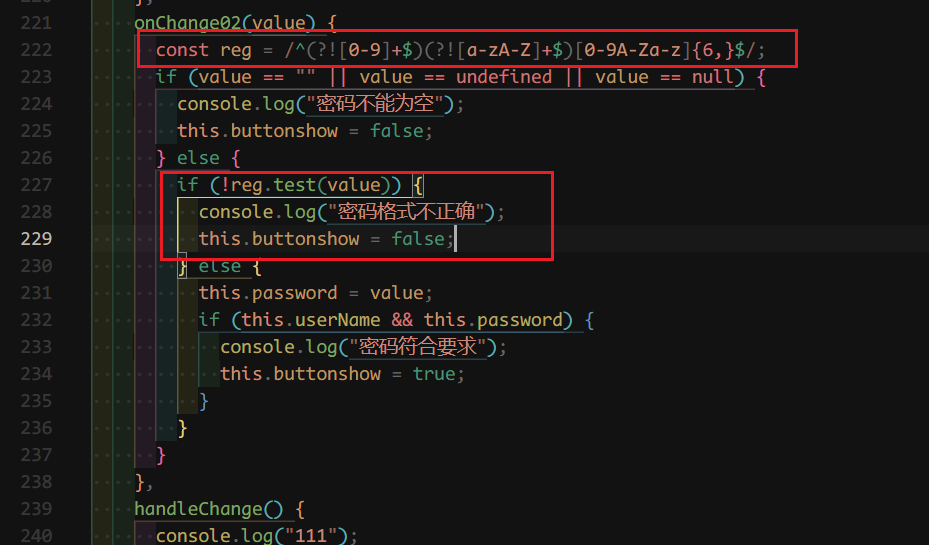 221 onChange02(value) {
222 const reg = /^(?![0-9]+$)(?![a-zA-Z]+$)[0-9A-Za-z]{6,}$/;
223 if (value == "" || value == undefined || value == null) {
224 console.log("密码不能为空");
225 this.buttonshow = false;
226 } else {
227 if (!reg.test(value)) {
228 console.log("密码格式不正确");
229 this.buttonshow = false;
230 } else {
231 this.password = value;
232 if (this.userName && this.password) {
233 console.log("密码符合要求");
234 this.buttonshow = true;
235 }
236 }
237 }
238 },
239 handleChange() {
240 console.log("111");